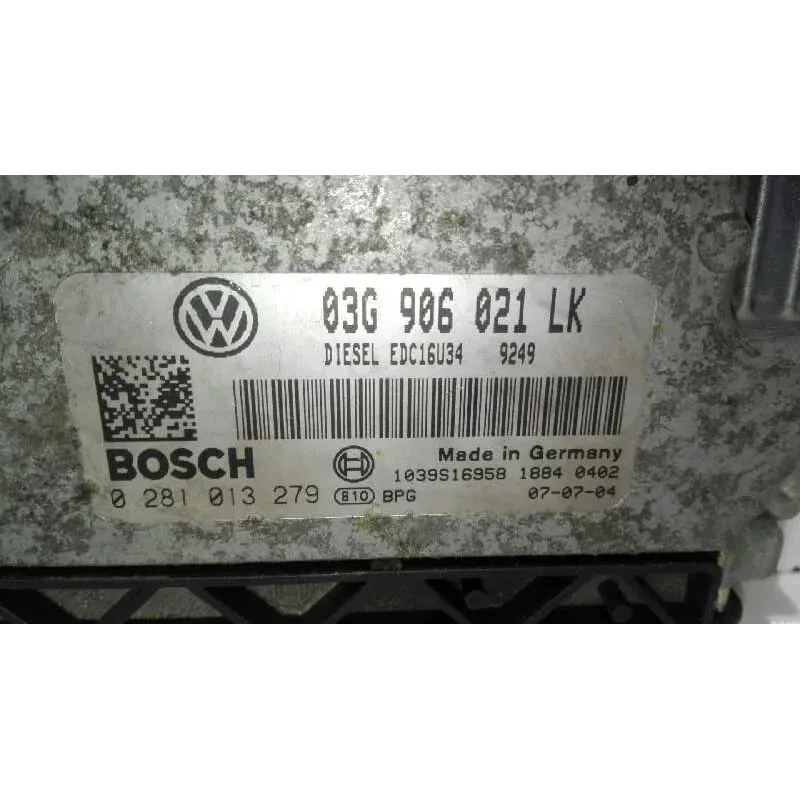 03G 906 021 LK
DIESEL EDC16U34 9249
BOSCH
Made in Germany
1039S16958 1884 0402
0 281 013 279 810 BPG
07-07-04